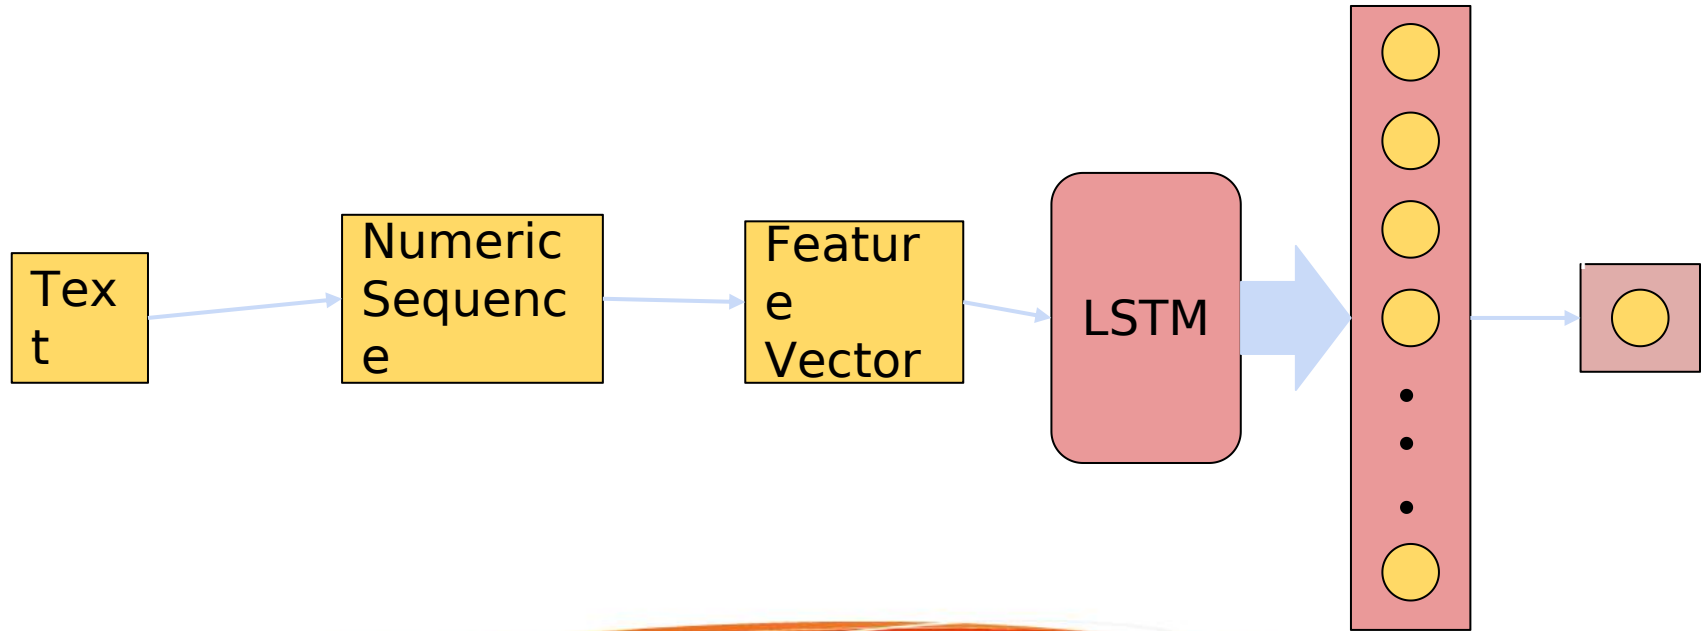 Tex
t
Numeric
Sequenc
e
Featur
e
Vector
LSTM